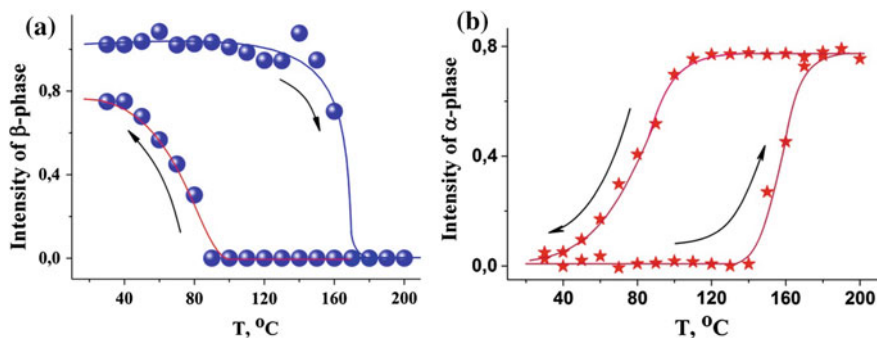 (a)
Intensity of β-phase
0,8
0,4
0,0
40 80 120 160 200
T, °C
(b)
Intensity of α-phase
0,8
0,4
0,0
40 80 120 160 200
T, °C